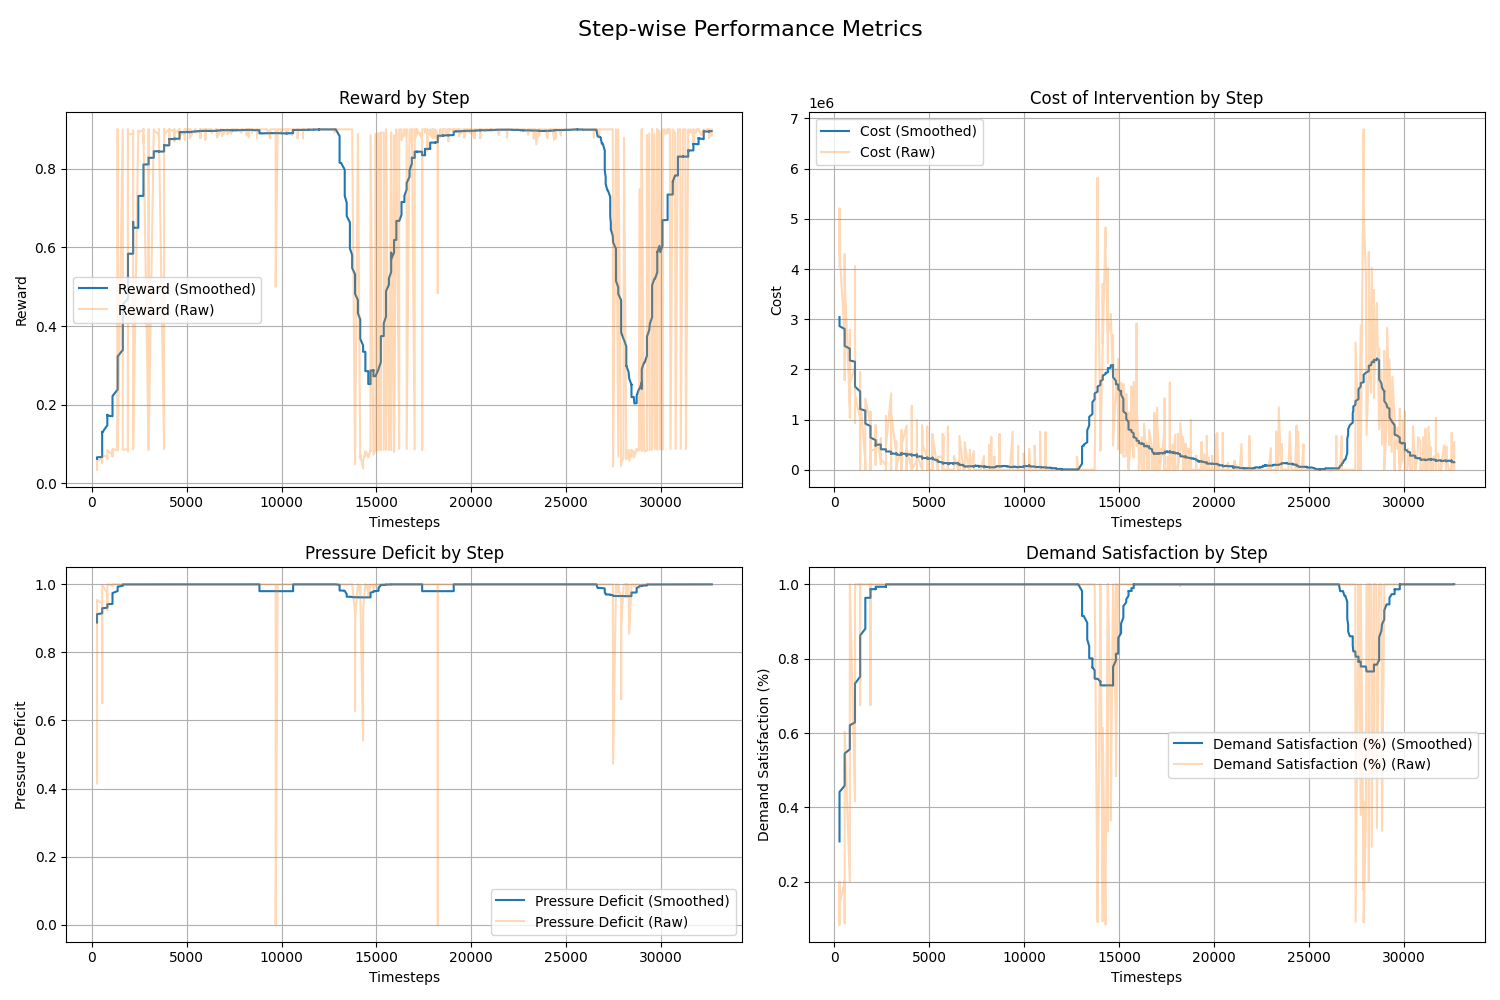 Step-wise Performance Metrics
Reward by Step
Reward
0.8
0.6
0.4
0.2
0.0
Reward (Smoothed)
Reward (Raw)
0 5000 10000 15000 20000 25000 30000
Timesteps
Cost of Intervention by Step
1e6
Cost
7
6
5
4
3
2
1
0
Cost (Smoothed)
Cost (Raw)
0 5000 10000 15000 20000 25000 30000
Timesteps
Pressure Deficit by Step
Pressure Deficit
1.0
0.8
0.6
0.4
0.2
0.0
Pressure Deficit (Smoothed)
Pressure Deficit (Raw)
0 5000 10000 15000 20000 25000 30000
Timesteps
Demand Satisfaction by Step
Demand Satisfaction (%)
1.0
0.8
0.6
0.4
0.2
Demand Satisfaction (%) (Smoothed)
Demand Satisfaction (%) (Raw)
0 5000 10000 15000 20000 25000 30000
Timesteps